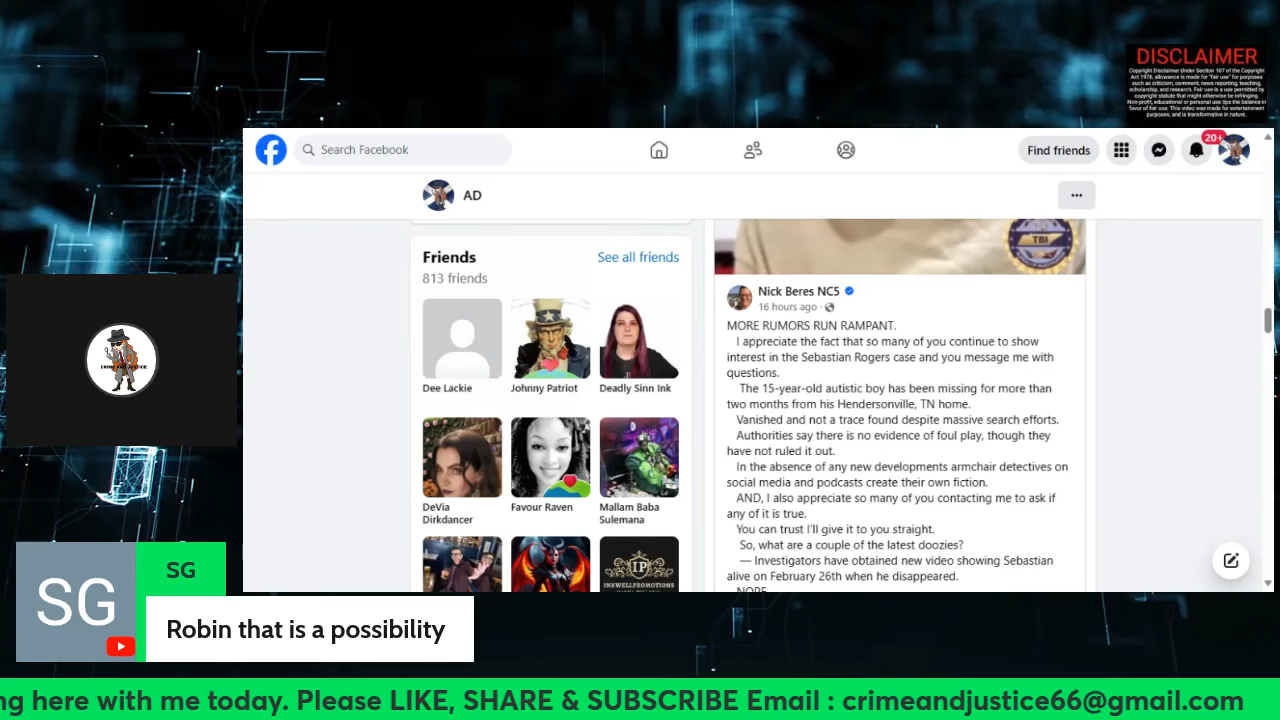 DISCLAIMER
Copyright Disclaimer Under Section 107 of the Copyright
Act 1976, allowance is made for "fair use" for purposes
such as criticism, comment, news reporting, teaching,
scholarship, and research. Fair use is a use permitted by
copyright statute that might otherwise be infringing.
Non-profit, educational or personal use tips the balance in
favor of fair use. This video was made for entertainment
purposes, and is transformative in nature.
Search Facebook
Find friends
20+
AD
...
Friends
See all friends
813 friends
Dee Lackie
Johnny Patriot
Deadly Sinn Ink
DeVia
Dirkdancer
Favour Raven
Mallam Baba
Sulemana
IP
INKWELLPROMOTIONS
TBI
Nick Beres NC5
16 hours ago ·
MORE RUMORS RUN RAMPANT.
I appreciate the fact that so many of you continue to show
interest in the Sebastian Rogers case and you message me with
questions.
The 15-year-old autistic boy has been missing for more than
two months from his Hendersonville, TN home.
Vanished and not a trace found despite massive search efforts.
Authorities say there is no evidence of foul play, though they
have not ruled it out.
In the absence of any new developments armchair detectives on
social media and podcasts create their own fiction.
AND, I also appreciate so many of you contacting me to ask if
any of it is true.
You can trust I'll give it to you straight.
So, what are a couple of the latest doozies?
— Investigators have obtained new video showing Sebastian
alive on February 26th when he disappeared.
NOPE
CRIME AND JUSTICE
SG
SG
Robin that is a possibility
ng here with me today. Please LIKE, SHARE & SUBSCRIBE Email : crimeandjustice66@gmail.com